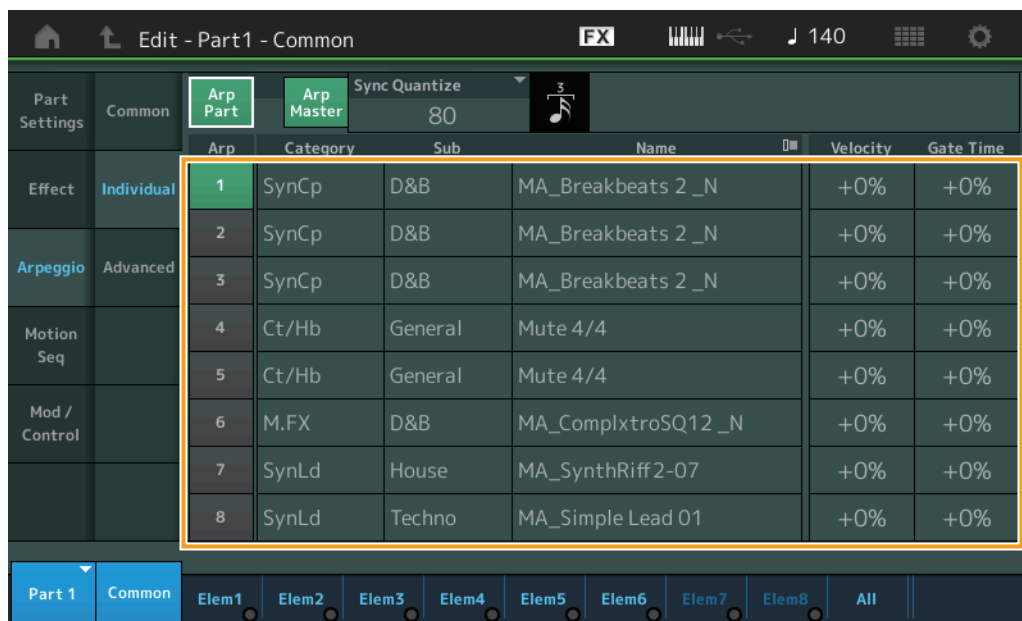 Edit - Part1 - Common FX 140
Part Settings Common Arp Part Arp Master Sync Quantize 80 3
Arp Category Sub Name Velocity Gate Time
Effect Individual 1 SynCp D&B MA_Breakbeats 2 _N +0% +0%
2 SynCp D&B MA_Breakbeats 2 _N +0% +0%
Arpeggio Advanced 3 SynCp D&B MA_Breakbeats 2 _N +0% +0%
Motion Seq 4 Ct/Hb General Mute 4/4 +0% +0%
5 Ct/Hb General Mute 4/4 +0% +0%
Mod / Control 6 M.FX D&B MA_ComplxtroSQ12 _N +0% +0%
7 SynLd House MA_SynthRiff2-07 +0% +0%
8 SynLd Techno MA_Simple Lead 01 +0% +0%
Part 1 Common Elem1 Elem2 Elem3 Elem4 Elem5 Elem6 Elem7 Elem8 All